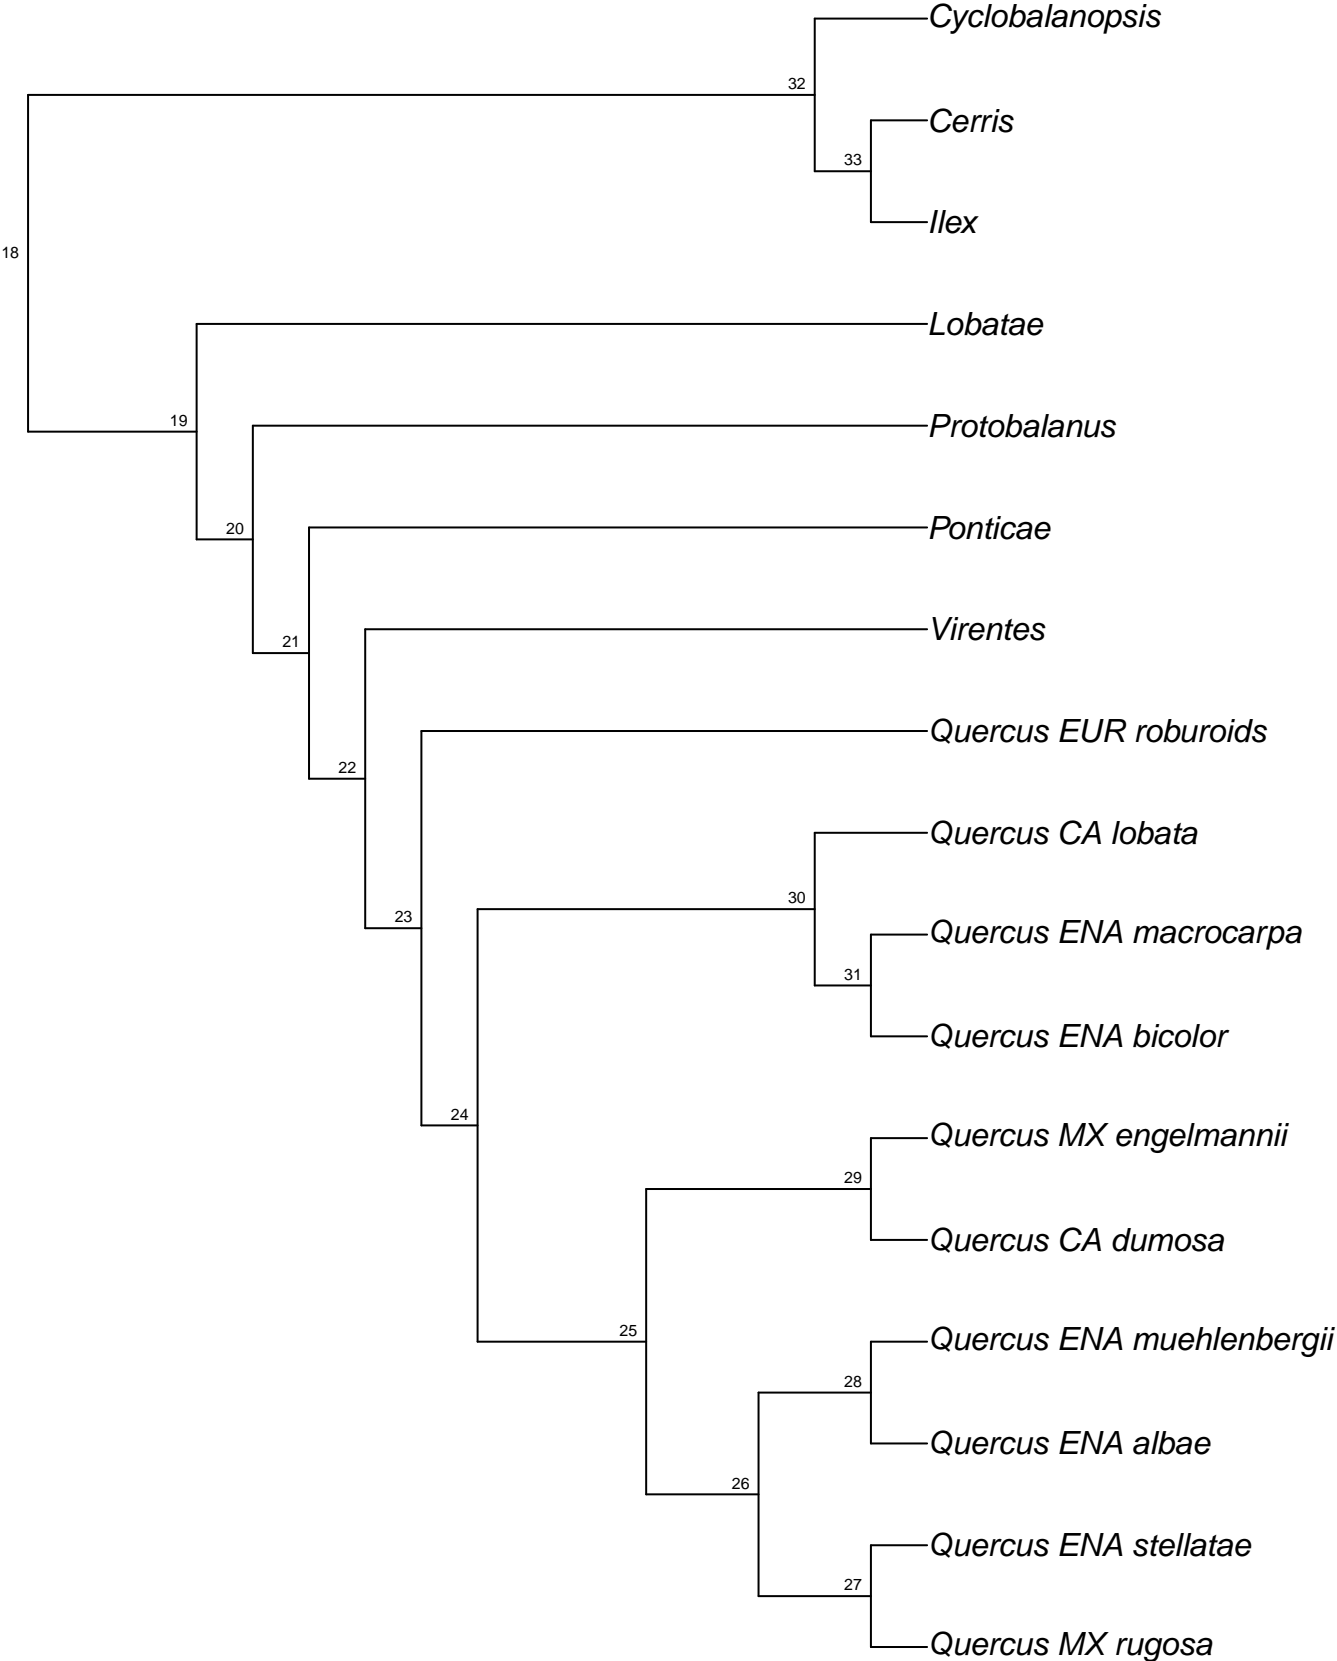 Cyclobalanopsis
32
Cerris
33
Ilex
18
Lobatae
19
Protobalanus
20
Ponticae
21
Virentes
22
Quercus EUR roburoids
Quercus CA lobata
30
23
Quercus ENA macrocarpa
31
Quercus ENA bicolor
24
Quercus MX engelmannii
29
Quercus CA dumosa
25
Quercus ENA muehlenbergii
28
Quercus ENA albae
26
Quercus ENA stellatae
27
Quercus MX rugosa